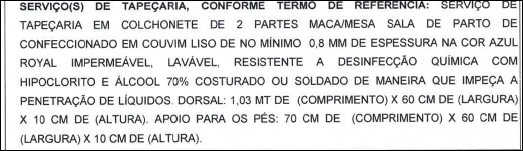 SERVIÇO(S) DE TAPEÇARIA, CONFORME TERMO DE REFERENCIA: SERVIÇO DE
TAPEÇARIA EM COLCHONETE DE 2 PARTES MACA/MESA SALA DE PARTO DE
CONFECCIONADO EM COUVIM LISO DE NO MÍNIMO 0,8 MM DE ESPESSURA NA COR AZUL
ROYAL IMPERMEÁVEL, LAVÁVEL, RESISTENTE A DESINFECÇÃO QUÍMICA COM
HIPOCLORITO E ÁLCOOL 70% COSTURADO OU SOLDADO DE MANEIRA QUE IMPEÇA A
PENETRAÇÃO DE LÍQUIDOS. DORSAL: 1,03 MT DE (COMPRIMENTO) X 60 CM DE (LARGURA)
X 10 CM DE (ALTURA). APOIO PARA OS PÉS: 70 CM DE (COMPRIMENTO) X 60 CM DE
(LARGURA) X 10 CM DE (ALTURA).